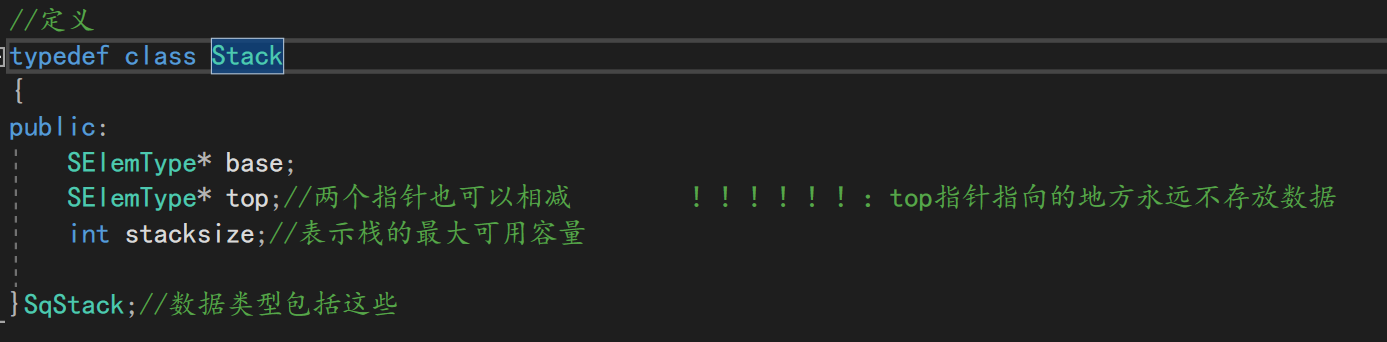 //定义
typedef class Stack
{
public:
    SElemType* base;
    SElemType* top;//两个指针也可以相减        ！！！！！！：top指针指向的地方永远不存放数据
    int stacksize;//表示栈的最大可用容量
}SqStack;//数据类型包括这些